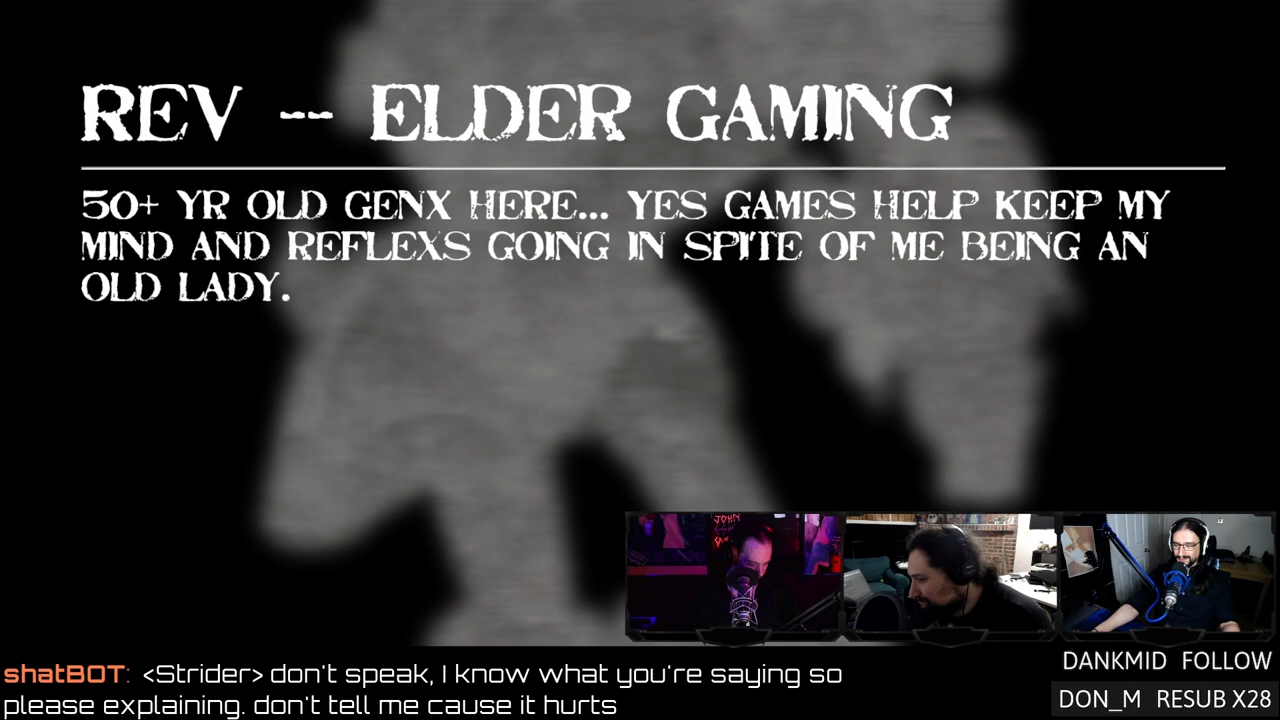 REV -- ELDER GAMING
50+ YR OLD GENX HERE... YES GAMES HELP KEEP MY
MIND AND REFLEXS GOING IN SPITE OF ME BEING AN
OLD LADY.
JOHN
shatBOT: <Strider> don't speak, I know what you're saying so
please explaining. don't tell me cause it hurts
DANKMID FOLLOW
DON_M RESUB X28